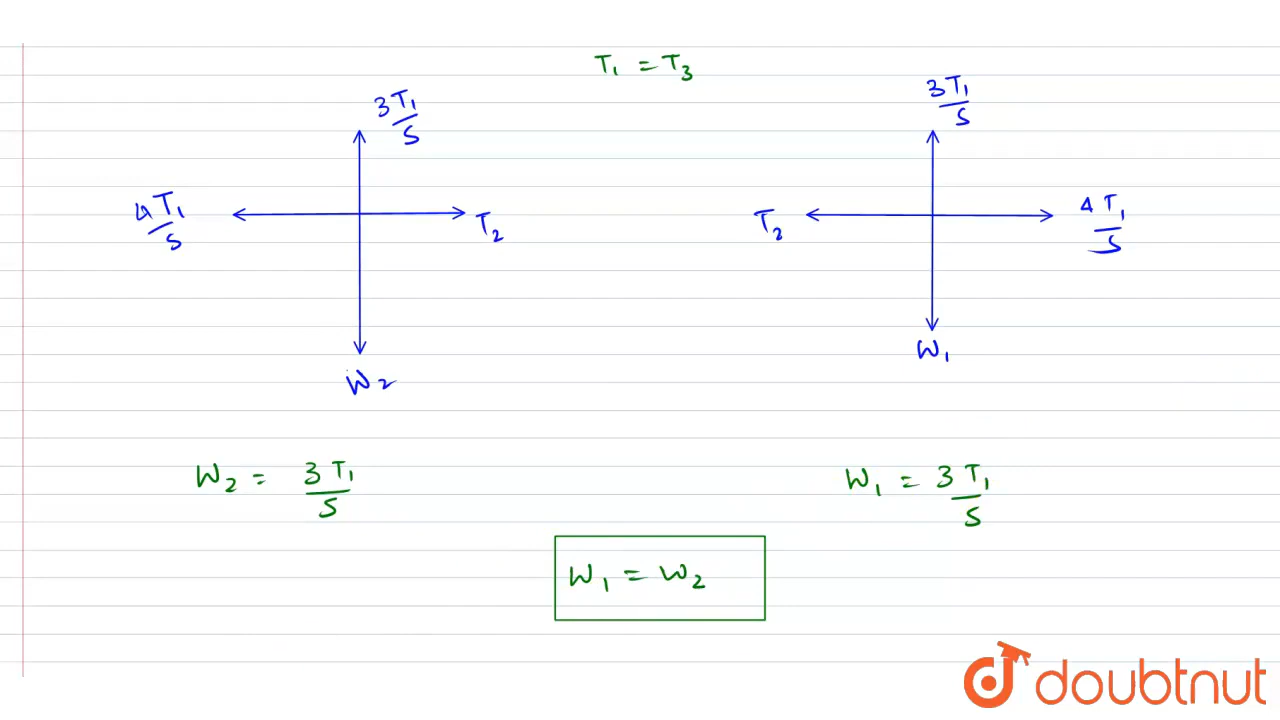 T₁ = T₃
3T₁/5
3T₁/5
4T₁/5
T₂
T₂
4T₁/5
W₂
W₁
W₂ = 3T₁/5
W₁ = 3T₁/5
W₁ = W₂
doubtnut